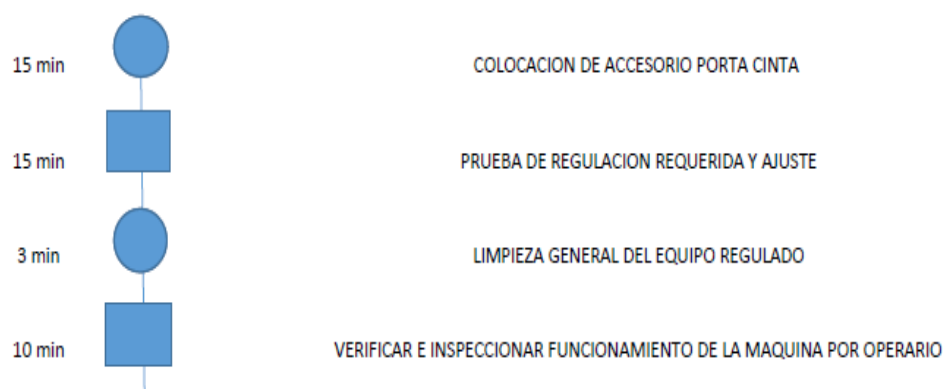 15 min COLOCACION DE ACCESORIO PORTA CINTA
15 min PRUEBA DE REGULACION REQUERIDA Y AJUSTE
3 min LIMPIEZA GENERAL DEL EQUIPO REGULADO
10 min VERIFICAR E INSPECCIONAR FUNCIONAMIENTO DE LA MAQUINA POR OPERARIO